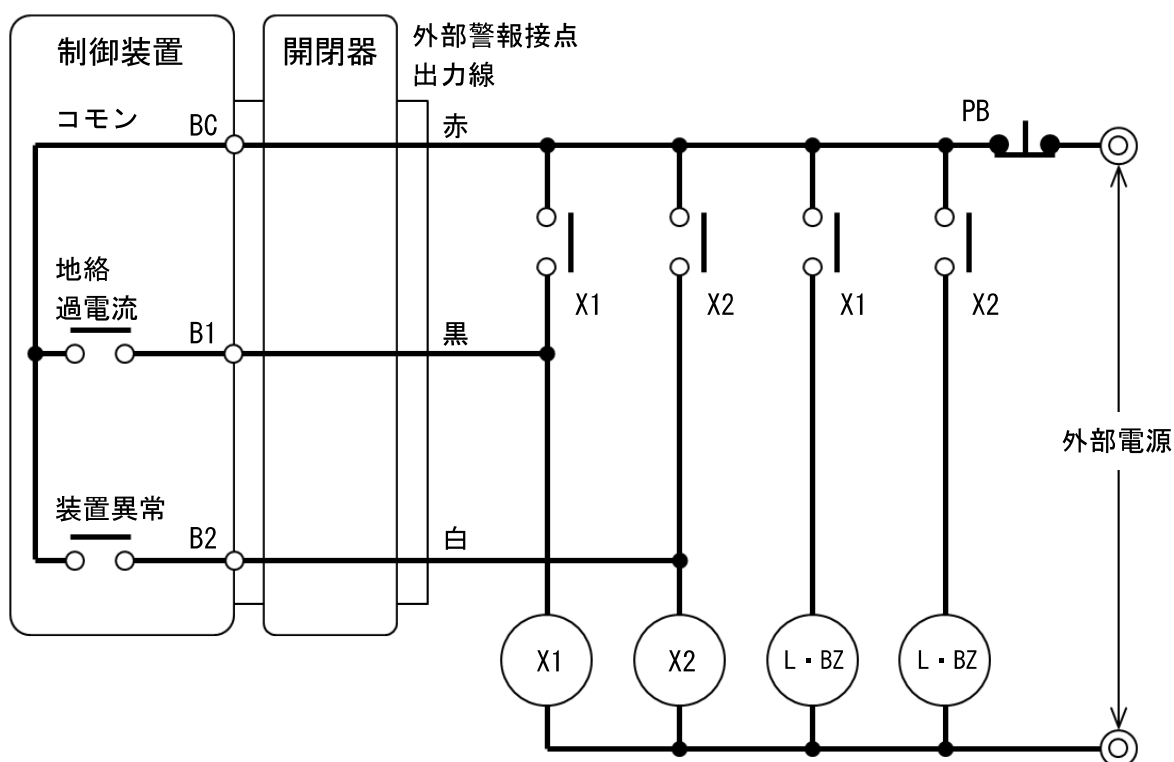 制御装置
開閉器
外部警報接点
出力線
コモン
BC
赤
PB
地絡
過電流
B1
黒
X1
X2
X1
X2
外部電源
装置異常
B2
白
X1
X2
L・BZ
L・BZ